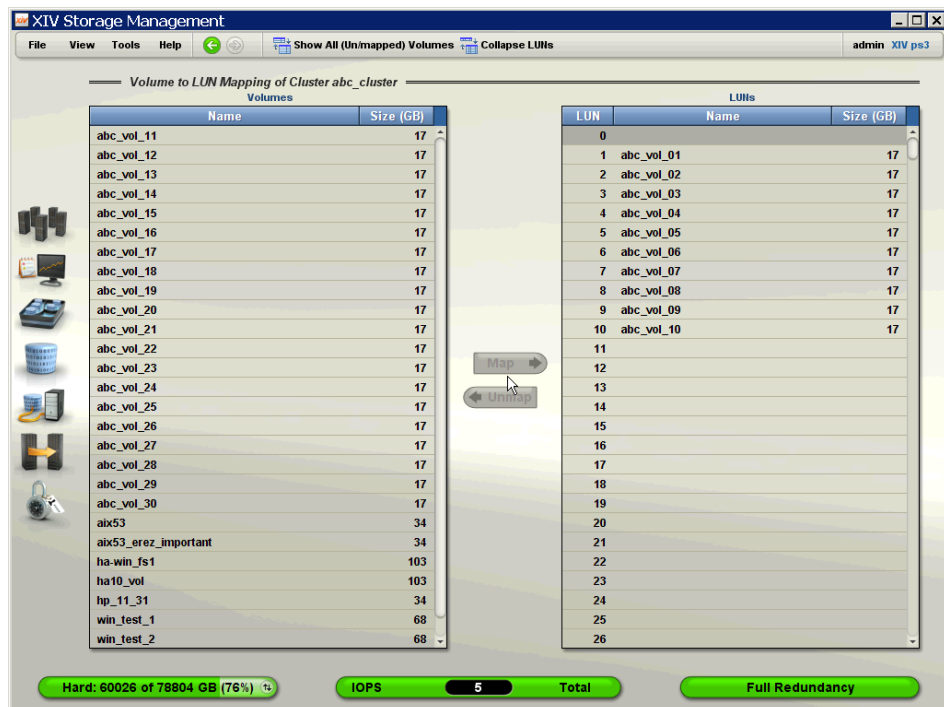 XIV Storage Management
File View Tools Help Show All (Un/mapped) Volumes Collapse LUNs admin XIV ps3
Volume to LUN Mapping of Cluster abc_cluster
Volumes
Name Size (GB)
abc_vol_11 17
abc_vol_12 17
abc_vol_13 17
abc_vol_14 17
abc_vol_15 17
abc_vol_16 17
abc_vol_17 17
abc_vol_18 17
abc_vol_19 17
abc_vol_20 17
abc_vol_21 17
abc_vol_22 17
abc_vol_23 17
abc_vol_24 17
abc_vol_25 17
abc_vol_26 17
abc_vol_27 17
abc_vol_28 17
abc_vol_29 17
abc_vol_30 17
aix53 34
aix53_erez_important 34
ha-win_fs1 103
ha10_vol 103
hp_11_31 34
win_test_1 68
win_test_2 68
Map
Unmap
LUNs
LUN Name Size (GB)
0
1 abc_vol_01 17
2 abc_vol_02 17
3 abc_vol_03 17
4 abc_vol_04 17
5 abc_vol_05 17
6 abc_vol_06 17
7 abc_vol_07 17
8 abc_vol_08 17
9 abc_vol_09 17
10 abc_vol_10 17
11
12
13
14
15
16
17
18
19
20
21
22
23
24
25
26
Hard: 60026 of 78804 GB (76%)
IOPS 5 Total
Full Redundancy